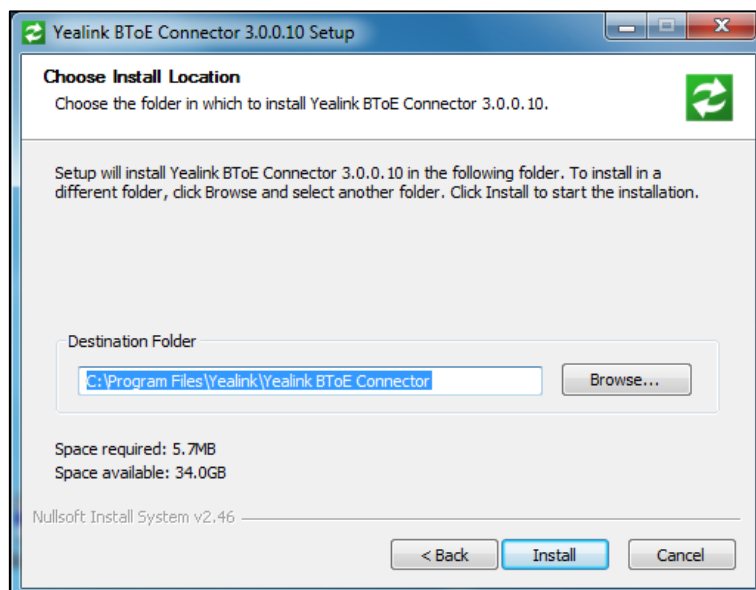 Yealink BToE Connector 3.0.0.10 Setup
Choose Install Location
Choose the folder in which to install Yealink BToE Connector 3.0.0.10.
Setup will install Yealink BToE Connector 3.0.0.10 in the following folder. To install in a
different folder, click Browse and select another folder. Click Install to start the installation.
Destination Folder
C:\Program Files\Yealink\Yealink BToE Connector
Browse...
Space required: 5.7MB
Space available: 34.0GB
Nullsoft Install System v2.46
< Back Install Cancel